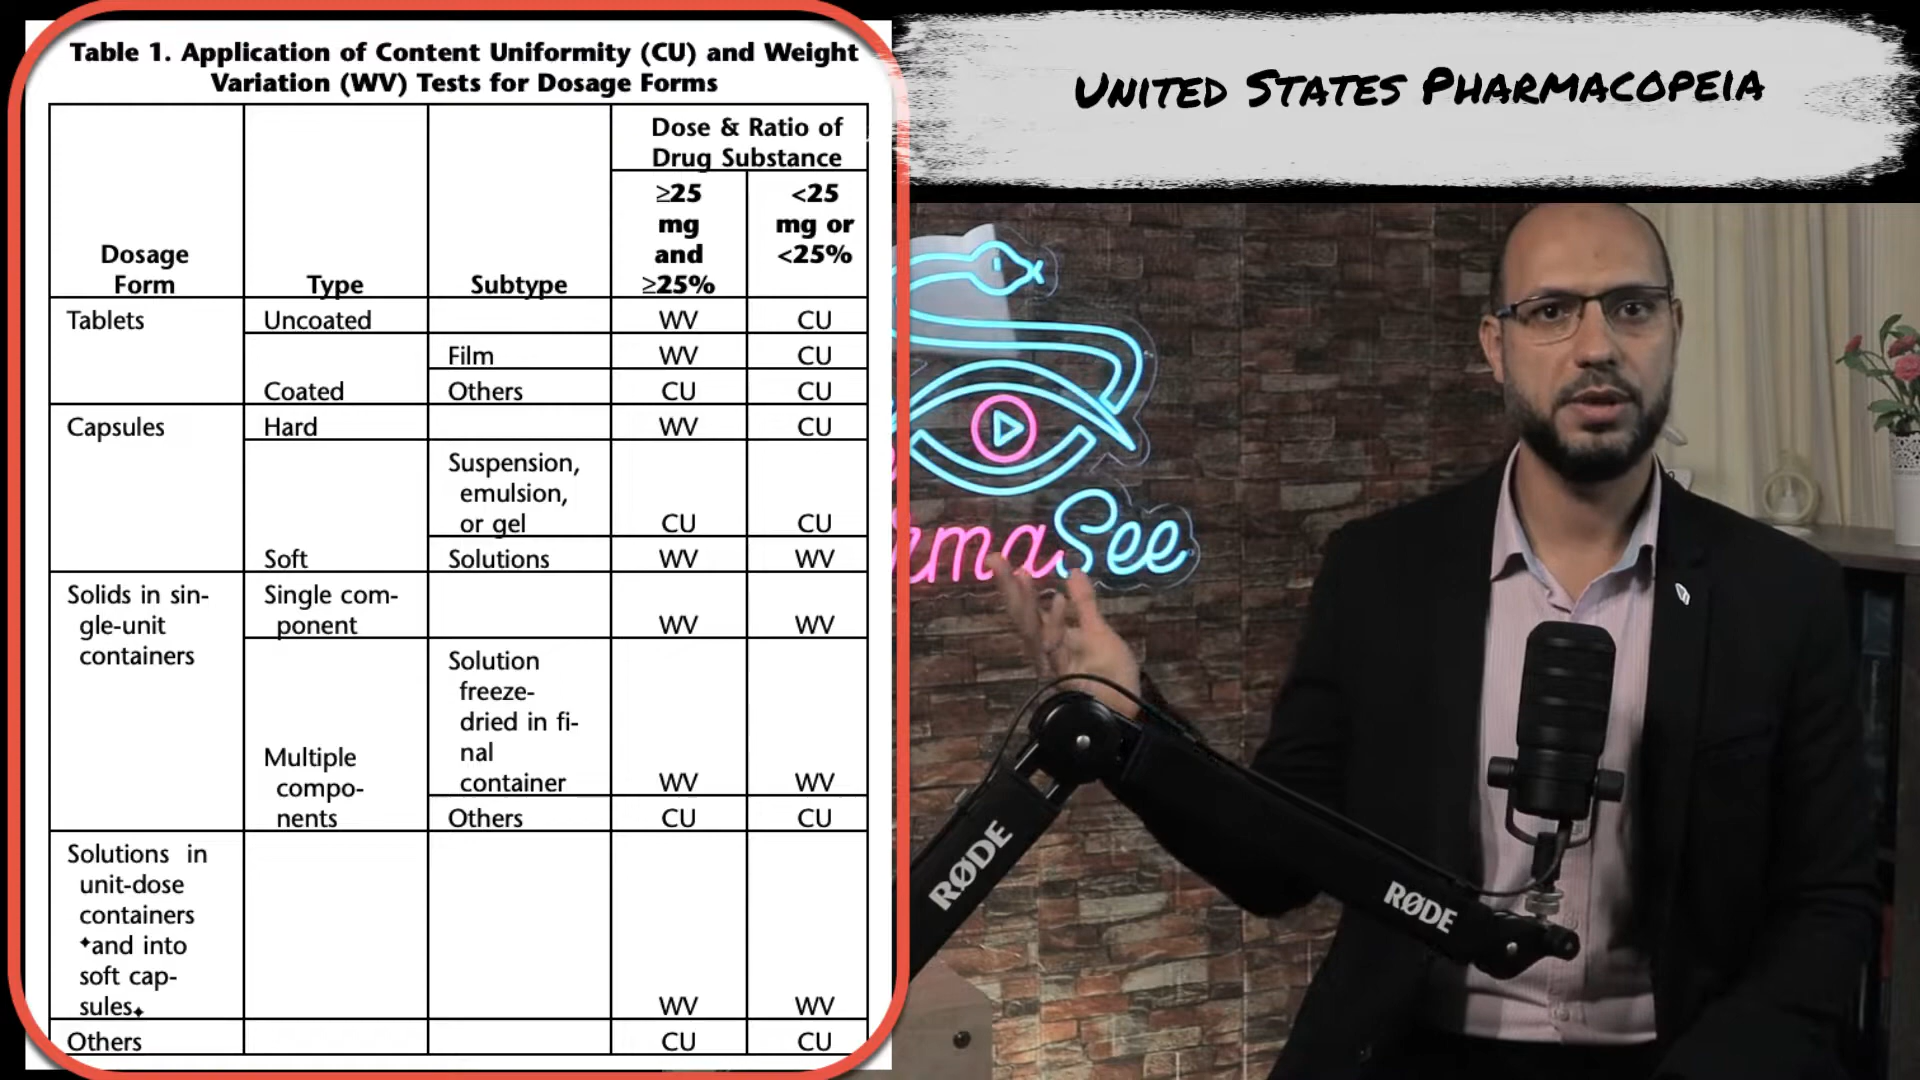 Table 1. Application of Content Uniformity (CU) and Weight
Variation (WV) Tests for Dosage Forms
Dose & Ratio of
Drug Substance
Dosage
Form
Type
Subtype
≥25
mg
and
≥25%
<25
mg or
<25%
Tablets
Uncoated
WV
CU
Film
WV
CU
Coated
Others
CU
CU
Capsules
Hard
WV
CU
Suspension,
emulsion,
or gel
CU
CU
Soft
Solutions
WV
WV
Solids in sin-
gle-unit
containers
Single com-
ponent
WV
WV
Multiple
compo-
nents
Solution
freeze-
dried in fi-
nal
container
WV
WV
Others
CU
CU
Solutions in
unit-dose
containers
✦and into
soft cap-
sules✦
WV
WV
Others
CU
CU
United States Pharmacopeia
maSee
RØDE
RØDE